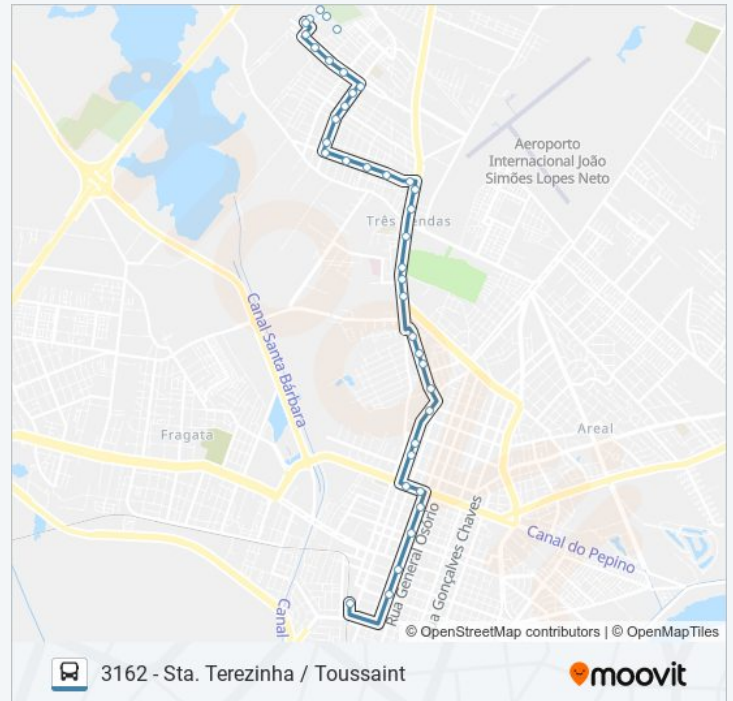 Aeroporto
Internacional João
Simões Lopes Neto
Três Vendas
Canal Santa Bárbara
Fragata
Areal
Rua General Osório
a Gonçalves Chaves
Canal do Pepino
Canal
© OpenStreetMap contributors | © OpenMapTiles
3162 - Sta. Terezinha / Toussaint
moovit